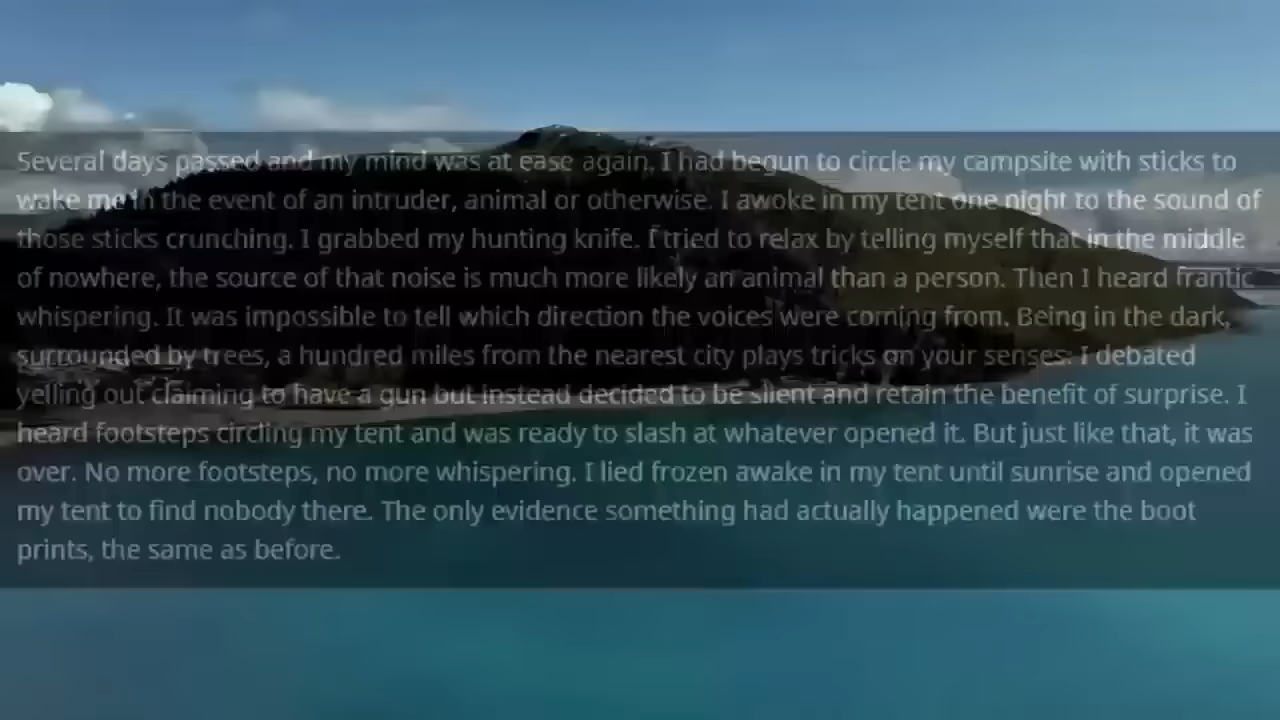 Several days passed and my mind was at ease again. I had begun to circle my campsite with sticks to
wake me in the event of an intruder, animal or otherwise. I awoke in my tent one night to the sound of
those sticks crunching. I grabbed my hunting knife. I tried to relax by telling myself that in the middle
of nowhere, the source of that noise is much more likely an animal than a person. Then I heard frantic
whispering. It was impossible to tell which direction the voices were coming from. Being in the dark,
surrounded by trees, a hundred miles from the nearest city plays tricks on your senses. I debated
yelling out claiming to have a gun but instead decided to be slient and retain the benefit of surprise. I
heard footsteps circling my tent and was ready to slash at whatever opened it. But just like that, it was
over. No more footsteps, no more whispering. I lied frozen awake in my tent until sunrise and opened
my tent to find nobody there. The only evidence something had actually happened were the boot
prints, the same as before.